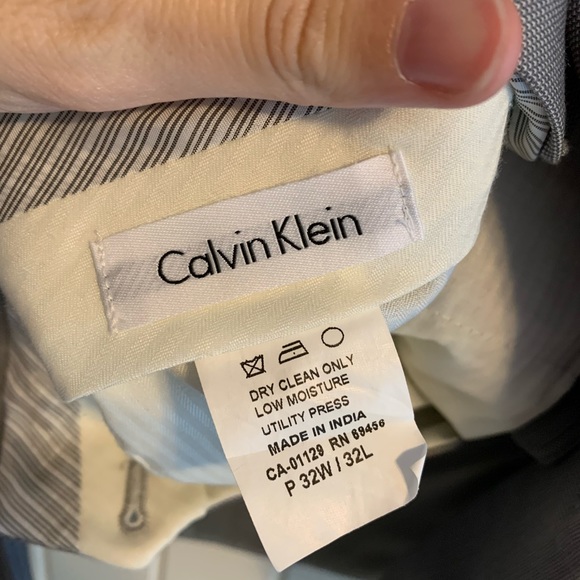 Calvin Klein
DRY CLEAN ONLY
LOW MOISTURE
UTILITY PRESS
MADE IN INDIA
CA-01129 RN 69456
P 32W / 32L